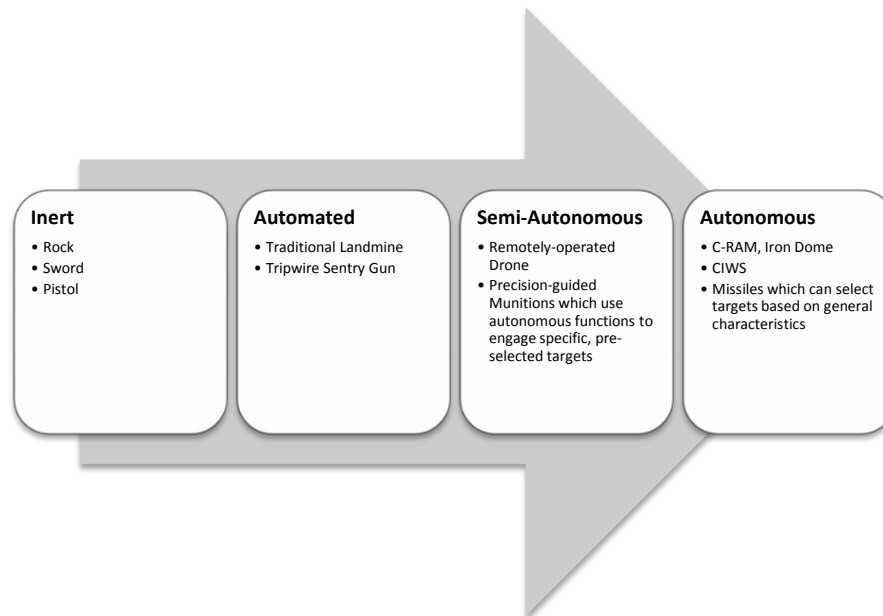 Inert
• Rock
• Sword
• Pistol
Automated
• Traditional Landmine
• Tripwire Sentry Gun
Semi-Autonomous
• Remotely-operated
Drone
• Precision-guided
Munitions which use
autonomous functions to
engage specific, pre-
selected targets
Autonomous
• C-RAM, Iron Dome
• CIWS
• Missiles which can select
targets based on general
characteristics